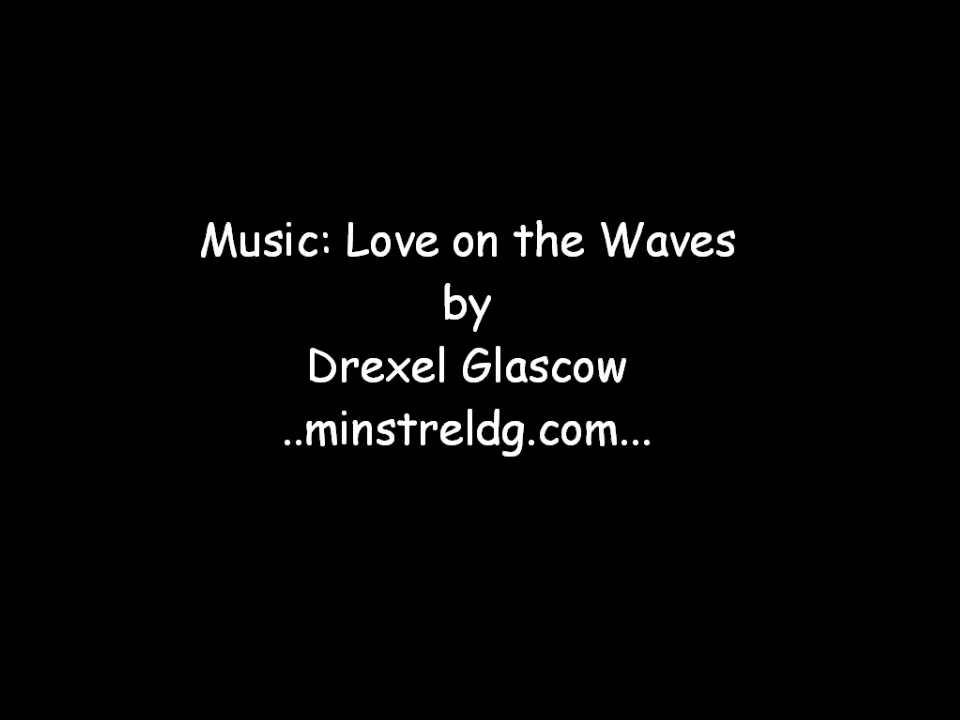 Music: Love on the Waves
by
Drexel Glascow
..minstreldg.com...